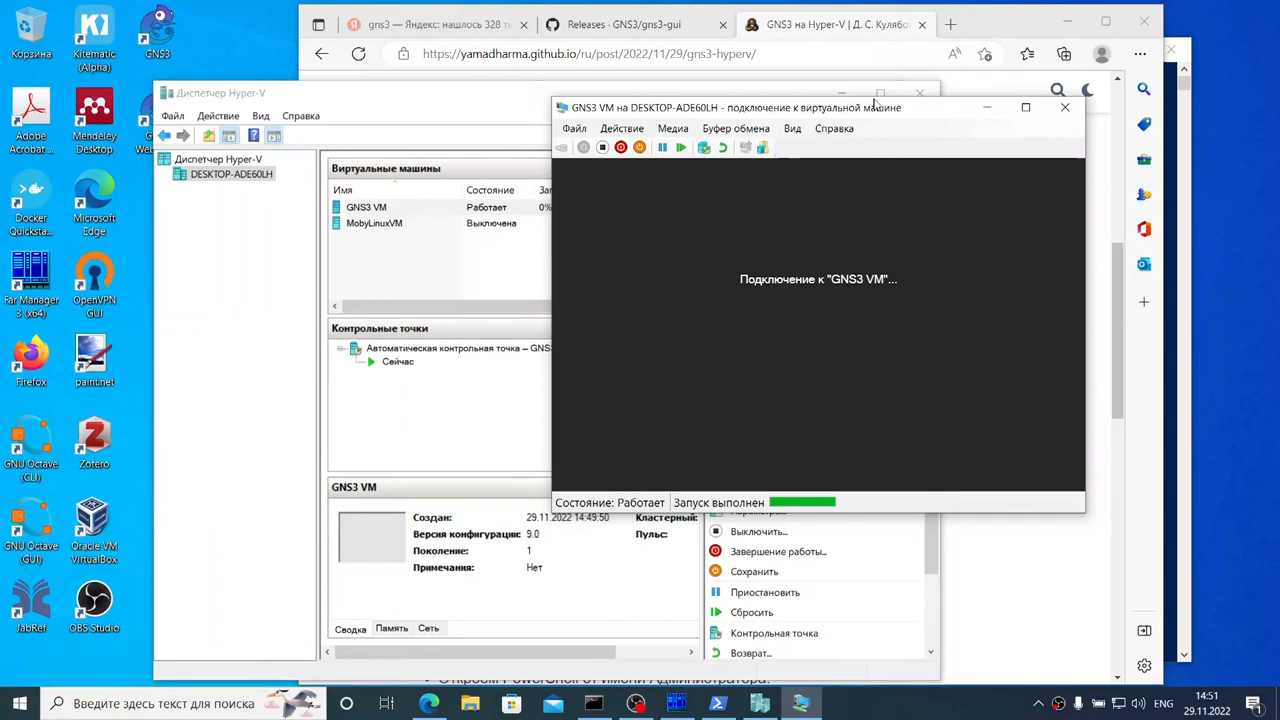 Корзина
Kitematic (Alpha)
GNS3
Adobe Acrobat ...
Mendeley Desktop
Docker Quicksta...
Microsoft Edge
Far Manager 3 (x64)
OpenVPN GUI
Firefox
paint.net
GNU Octave (CLI)
Zotero
GNU Octave (GUI)
Oracle VM VirtualBox
JabRef
OBS Studio
gns3 — Яндекс: нашлось 328 т
Releases · GNS3/gns3-gui
GNS3 на Hyper-V | Д. С. Кулябо
https://yamadharma.github.io/ru/post/2022/11/29/gns3-hyperv/
Диспетчер Hyper-V
Файл Действие Вид Справка
Диспетчер Hyper-V
DESKTOP-ADE60LH
Виртуальные машины
Имя Состояние
GNS3 VM Работает 0%
MobyLinuxVM Выключена
Контрольные точки
Автоматическая контрольная точка – GNS
Сейчас
GNS3 VM
Создан: 29.11.2022 14:49:50 Кластерный:
Версия конфигурации: 9.0 Пульс:
Поколение: 1
Примечания: Нет
Сводка Память Сеть
GNS3 VM на DESKTOP-ADE60LH - подключение к виртуальной машине
Файл Действие Медиа Буфер обмена Вид Справка
Подключение к "GNS3 VM"...
Состояние: Работает Запуск выполнен
Выключить...
Завершение работы...
Сохранить
Приостановить
Сбросить
Контрольная точка
Возврат...
Введите здесь текст для поиска
ENG
14:51
29.11.2022
1